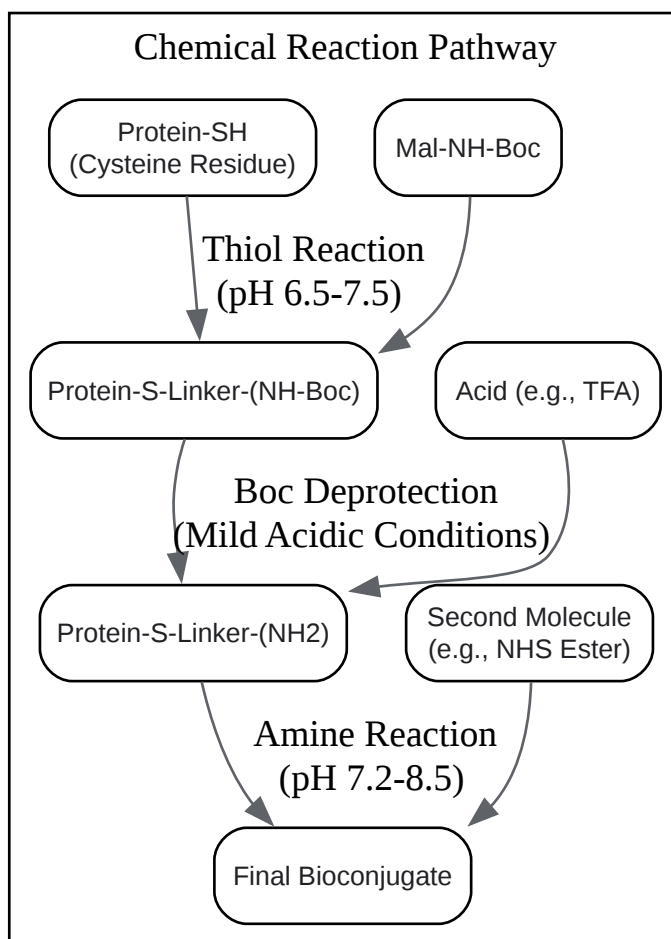 Chemical Reaction Pathway
Protein-SH
(Cysteine Residue)
Mal-NH-Boc
Thiol Reaction
(pH 6.5-7.5)
Protein-S-Linker-(NH-Boc)
Acid (e.g., TFA)
Boc Deprotection
(Mild Acidic Conditions)
Protein-S-Linker-(NH2)
Second Molecule
(e.g., NHS Ester)
Amine Reaction
(pH 7.2-8.5)
Final Bioconjugate